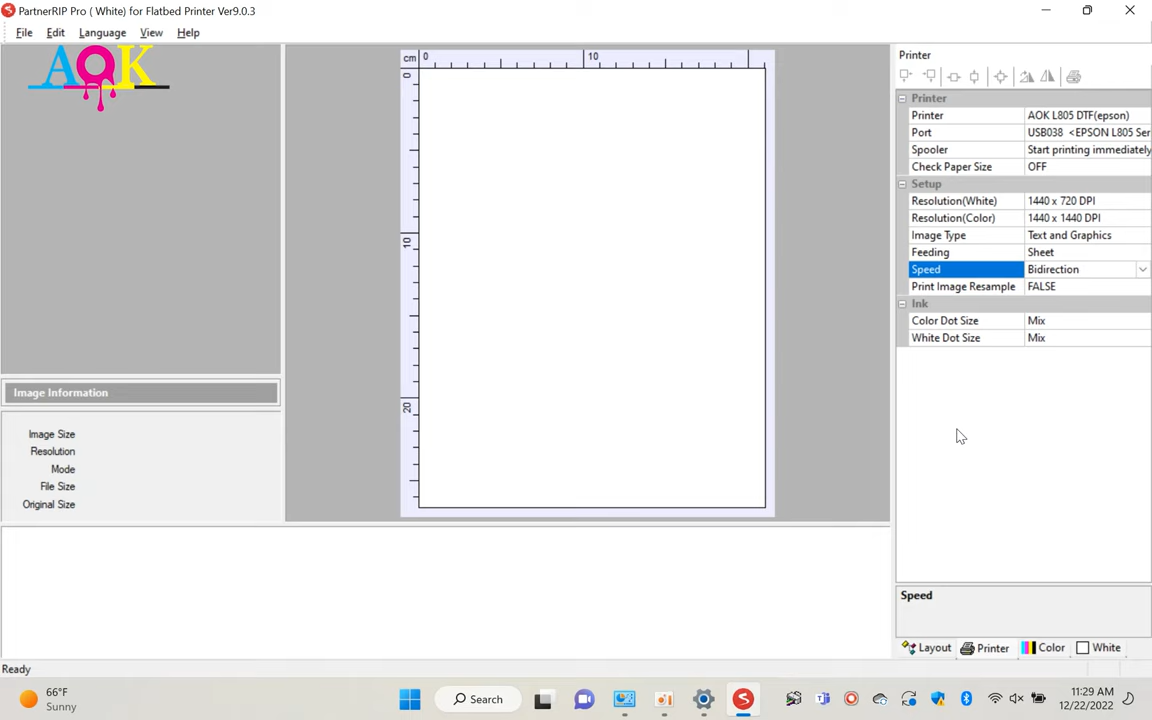 PartnerRIP Pro ( White) for Flatbed Printer Ver9.0.3
File Edit Language View Help
AOK
cm 0 10
0
10
20
Image Information
Image Size
Resolution
Mode
File Size
Original Size
Printer
Printer
Printer AOK L805 DTF(epson)
Port USB038 <EPSON L805 Ser
Spooler Start printing immediately
Check Paper Size OFF
Setup
Resolution(White) 1440 x 720 DPI
Resolution(Color) 1440 x 1440 DPI
Image Type Text and Graphics
Feeding Sheet
Speed Bidirection
Print Image Resample FALSE
Ink
Color Dot Size Mix
White Dot Size Mix
Speed
Layout Printer Color White
Ready
66°F
Sunny
Search
11:29 AM
12/22/2022